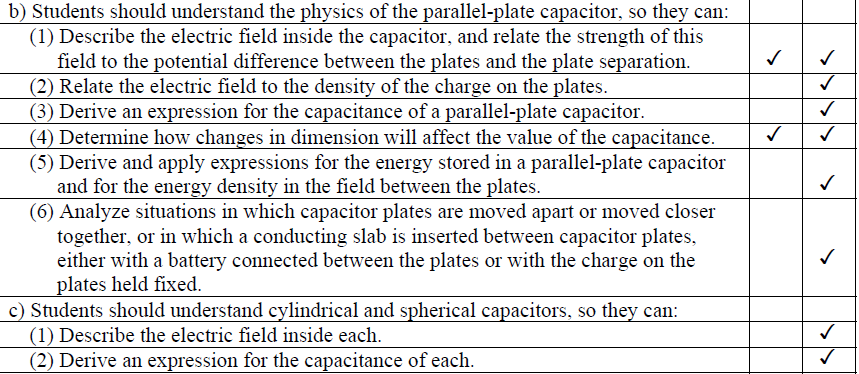 b) Students should understand the physics of the parallel-plate capacitor, so they can:
(1) Describe the electric field inside the capacitor, and relate the strength of this
field to the potential difference between the plates and the plate separation. ✓ ✓
(2) Relate the electric field to the density of the charge on the plates. ✓
(3) Derive an expression for the capacitance of a parallel-plate capacitor. ✓
(4) Determine how changes in dimension will affect the value of the capacitance. ✓ ✓
(5) Derive and apply expressions for the energy stored in a parallel-plate capacitor
and for the energy density in the field between the plates. ✓
(6) Analyze situations in which capacitor plates are moved apart or moved closer
together, or in which a conducting slab is inserted between capacitor plates,
either with a battery connected between the plates or with the charge on the ✓
plates held fixed.
c) Students should understand cylindrical and spherical capacitors, so they can:
(1) Describe the electric field inside each. ✓
(2) Derive an expression for the capacitance of each. ✓